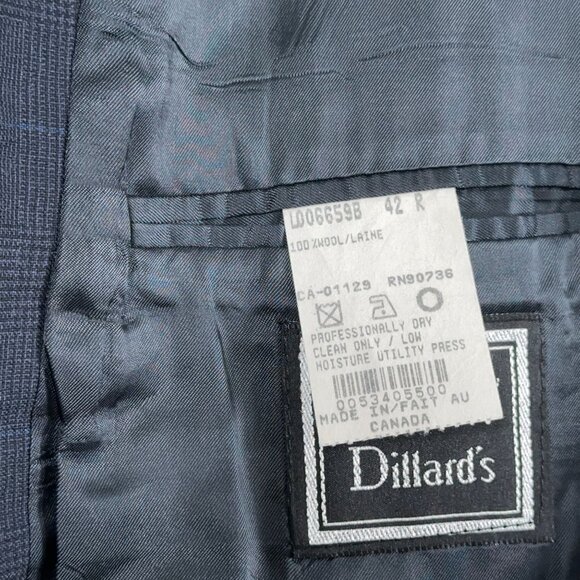 LD06659B 42 R
100%WOOL/LAINE
CA-01129 RN90736
PROFESSIONALLY DRY
CLEAN ONLY / LOW
MOISTURE UTILITY PRESS
0053405500
MADE IN/FAIT AU
CANADA
Dillard's